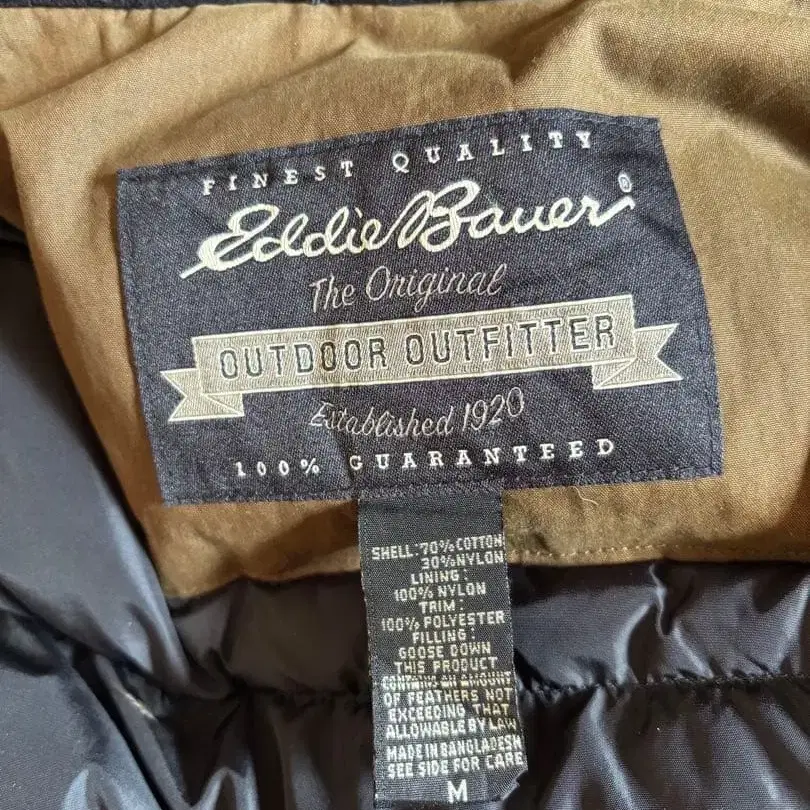 FINEST QUALITY
Eddie Bauer®
The Original
OUTDOOR OUTFITTER
Established 1920
100% GUARANTEED
SHELL: 70% COTTON
30% NYLON
LINING:
100% NYLON
TRIM:
100% POLYESTER
FILLING:
GOOSE DOWN
THIS PRODUCT
CONTAINS AN AMOUNT
OF FEATHERS NOT
EXCEEDING THAT
ALLOWABLE BY LAW
MADE IN BANGLADESH
SEE SIDE FOR CARE
M